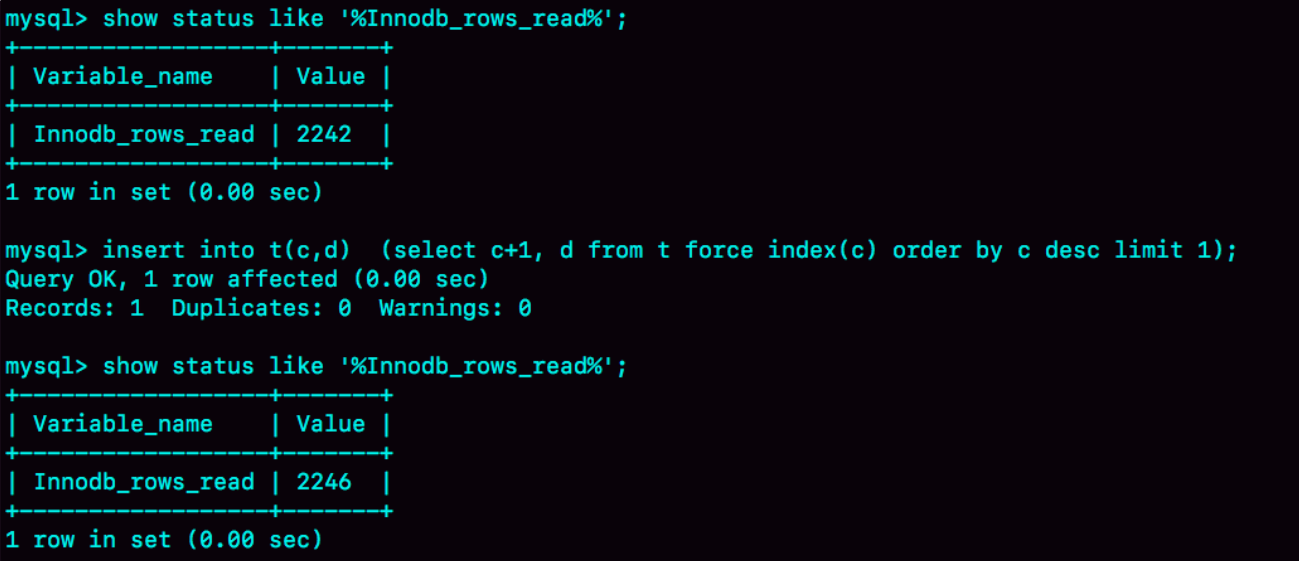 mysql> show status like '%Innodb_rows_read%';
+------------------+-------+
| Variable_name    | Value |
+------------------+-------+
| Innodb_rows_read | 2242  |
+------------------+-------+
1 row in set (0.00 sec)

mysql> insert into t(c,d)  (select c+1, d from t force index(c) order by c desc limit 1);
Query OK, 1 row affected (0.00 sec)
Records: 1  Duplicates: 0  Warnings: 0

mysql> show status like '%Innodb_rows_read%';
+------------------+-------+
| Variable_name    | Value |
+------------------+-------+
| Innodb_rows_read | 2246  |
+------------------+-------+
1 row in set (0.00 sec)